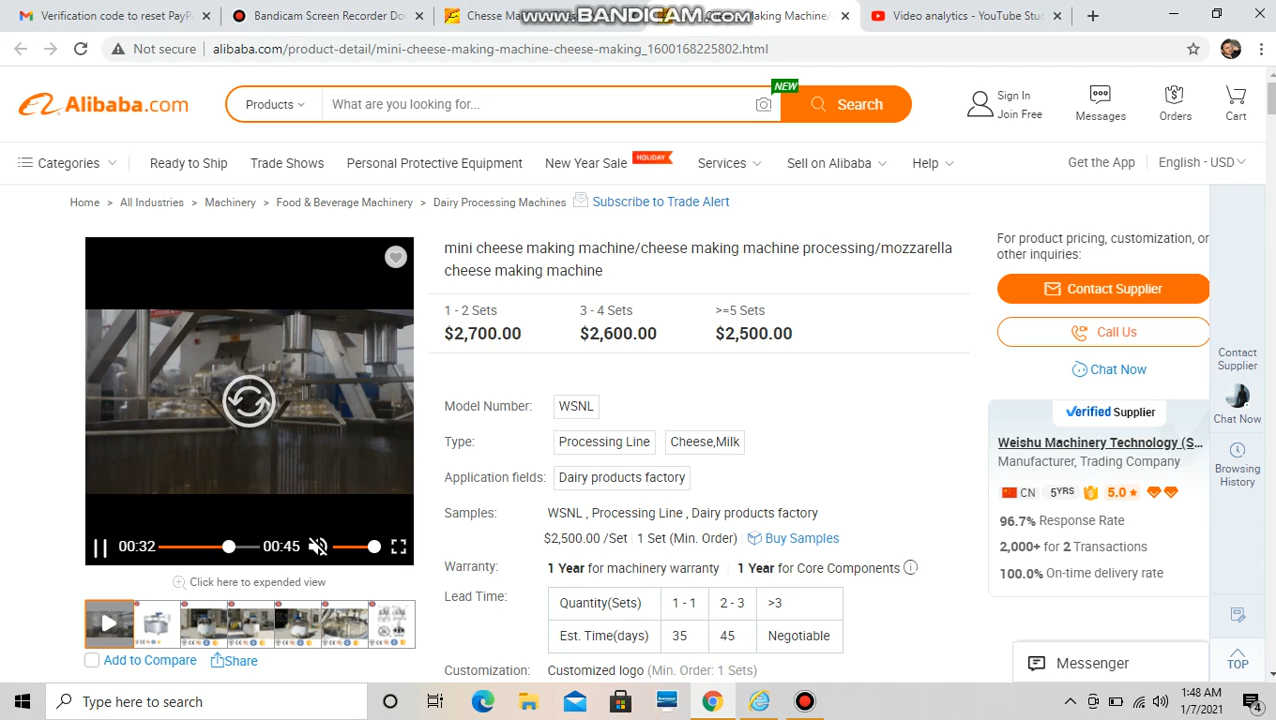 Verification code to reset PayP
Bandicam Screen Recorder D
Chesse Ma
www.BANDICAM.com
Making Machine/
Video analytics - YouTube Stu
Not secure
alibaba.com/product-detail/mini-cheese-making-machine-cheese-making_1600168225802.html
Alibaba.com
Products
What are you looking for...
NEW
Search
Sign In
Join Free
Messages
Orders
Cart
Categories
Ready to Ship
Trade Shows
Personal Protective Equipment
New Year Sale
HOLIDAY
Services
Sell on Alibaba
Help
Get the App
English - USD
Home > All Industries > Machinery > Food & Beverage Machinery > Dairy Processing Machines
Subscribe to Trade Alert
mini cheese making machine/cheese making machine processing/mozzarella
cheese making machine
1 - 2 Sets
3 - 4 Sets
>=5 Sets
$2,700.00
$2,600.00
$2,500.00
Model Number: WSNL
Type: Processing Line Cheese,Milk
Application fields: Dairy products factory
Samples: WSNL , Processing Line , Dairy products factory
$2,500.00 /Set | 1 Set (Min. Order) Buy Samples
Warranty: 1 Year for machinery warranty 1 Year for Core Components
Lead Time: Quantity(Sets) 1 - 1 2 - 3 >3
Est. Time(days) 35 45 Negotiable
Customization: Customized logo (Min. Order: 1 Sets)
00:32
00:45
Click here to expended view
Add to Compare
Share
For product pricing, customization, or
other inquiries:
Contact Supplier
Call Us
Chat Now
Verified Supplier
Weishu Machinery Technology (S...
Manufacturer, Trading Company
CN 5YRS 5.0
96.7% Response Rate
2,000+ for 2 Transactions
100.0% On-time delivery rate
Messenger
Contact
Supplier
Chat Now
Browsing
History
TOP
Type here to search
1:48 AM
1/7/2021
4